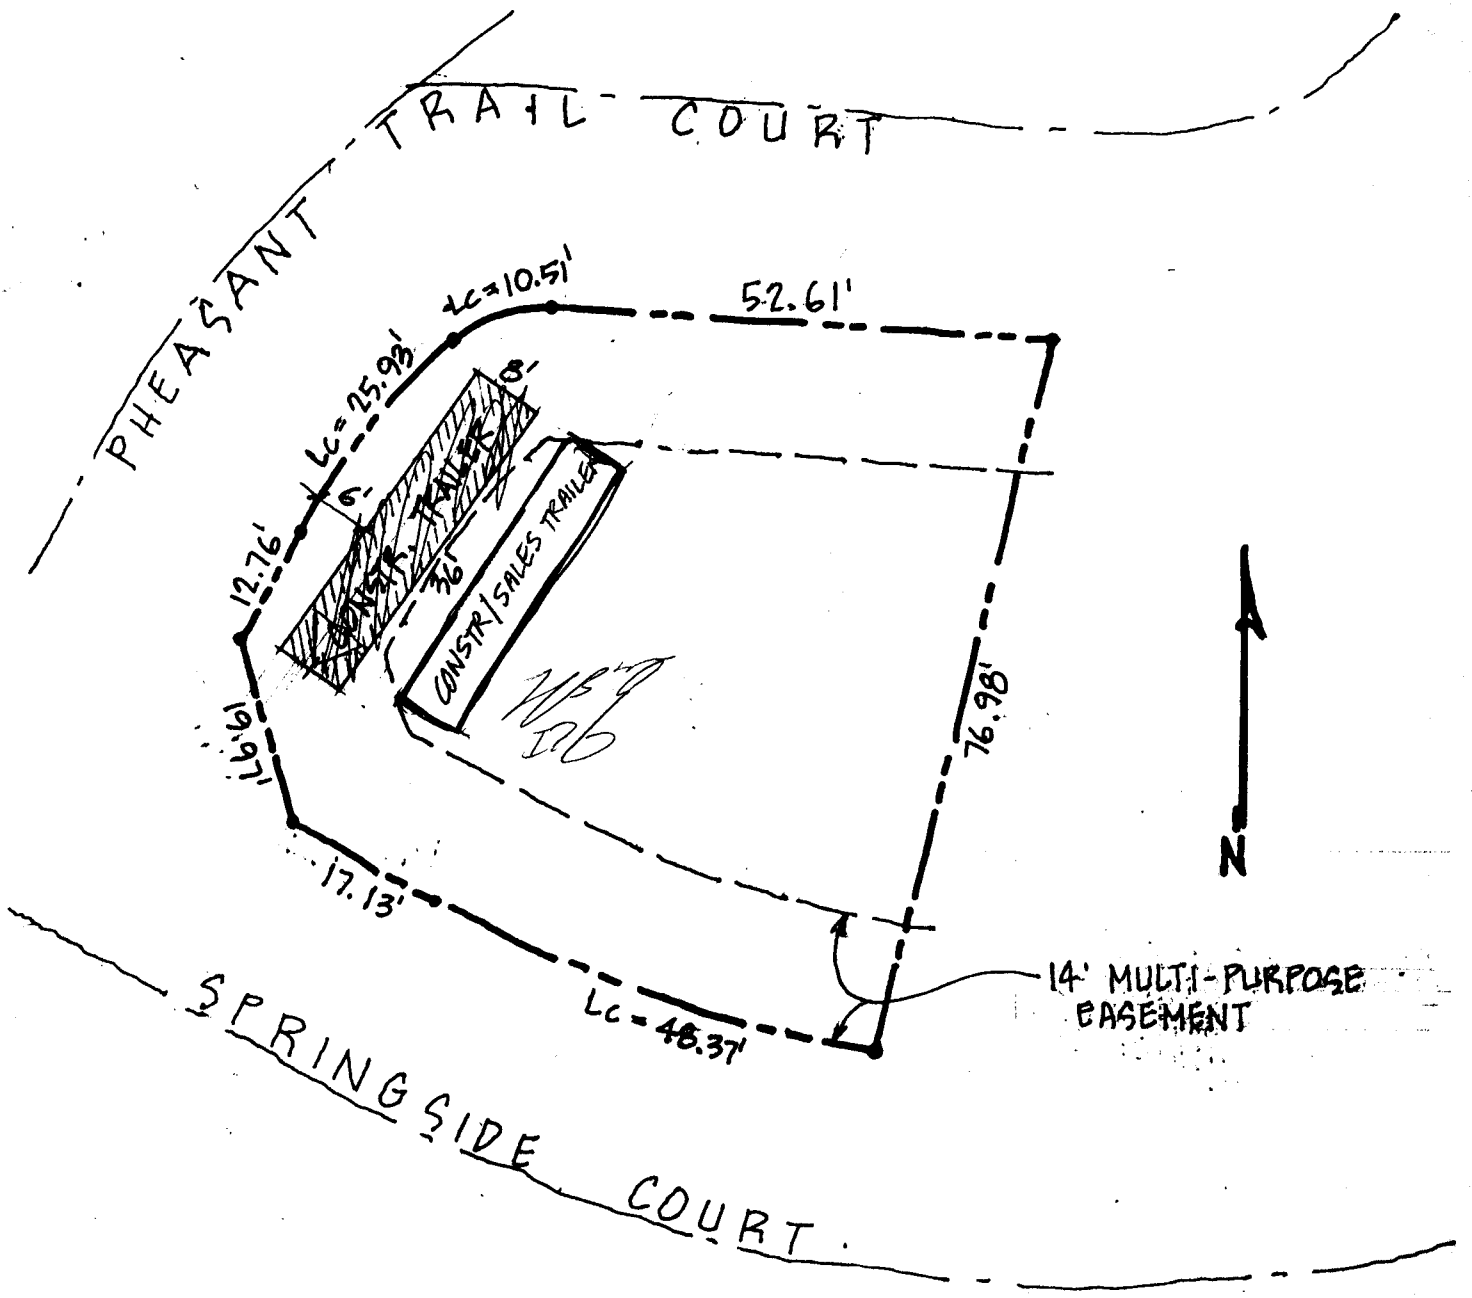 PHEASANT TRAIL COURT
LC=10.51'
52.61'
LC=25.93'
8'
6'
CONSTR. TRAILER
36'
CONSTR/SALES TRAILER
12.76'
19.97'
17.13'
76.98'
N
LC=48.37'
14' MULTI-PURPOSE
EASEMENT
SPRINGSIDE COURT